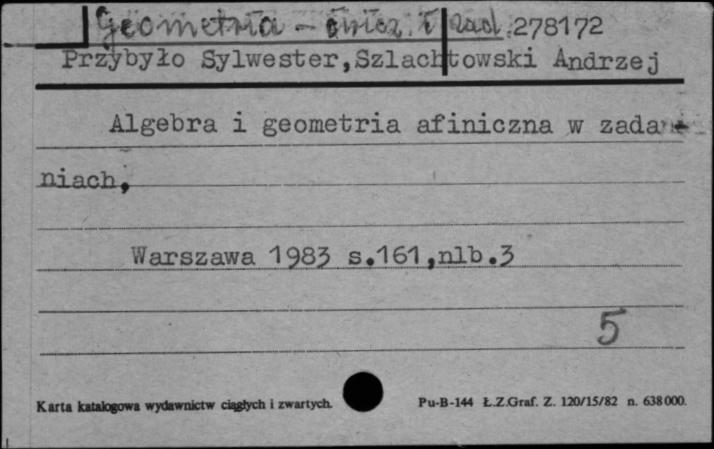 Geometria - ćwicz. i zad. 278172
Przybyło Sylwester,Szlachtowski Andrzej
Algebra i geometria afiniczna w zada-
niach,
Warszawa 1983 s.161,nlb.3
5
Karta katalogowa wydawnictw ciągłych i zwartych. Pu-B-144 Ł.Z.Graf. Z. 120/15/82 n. 638000.